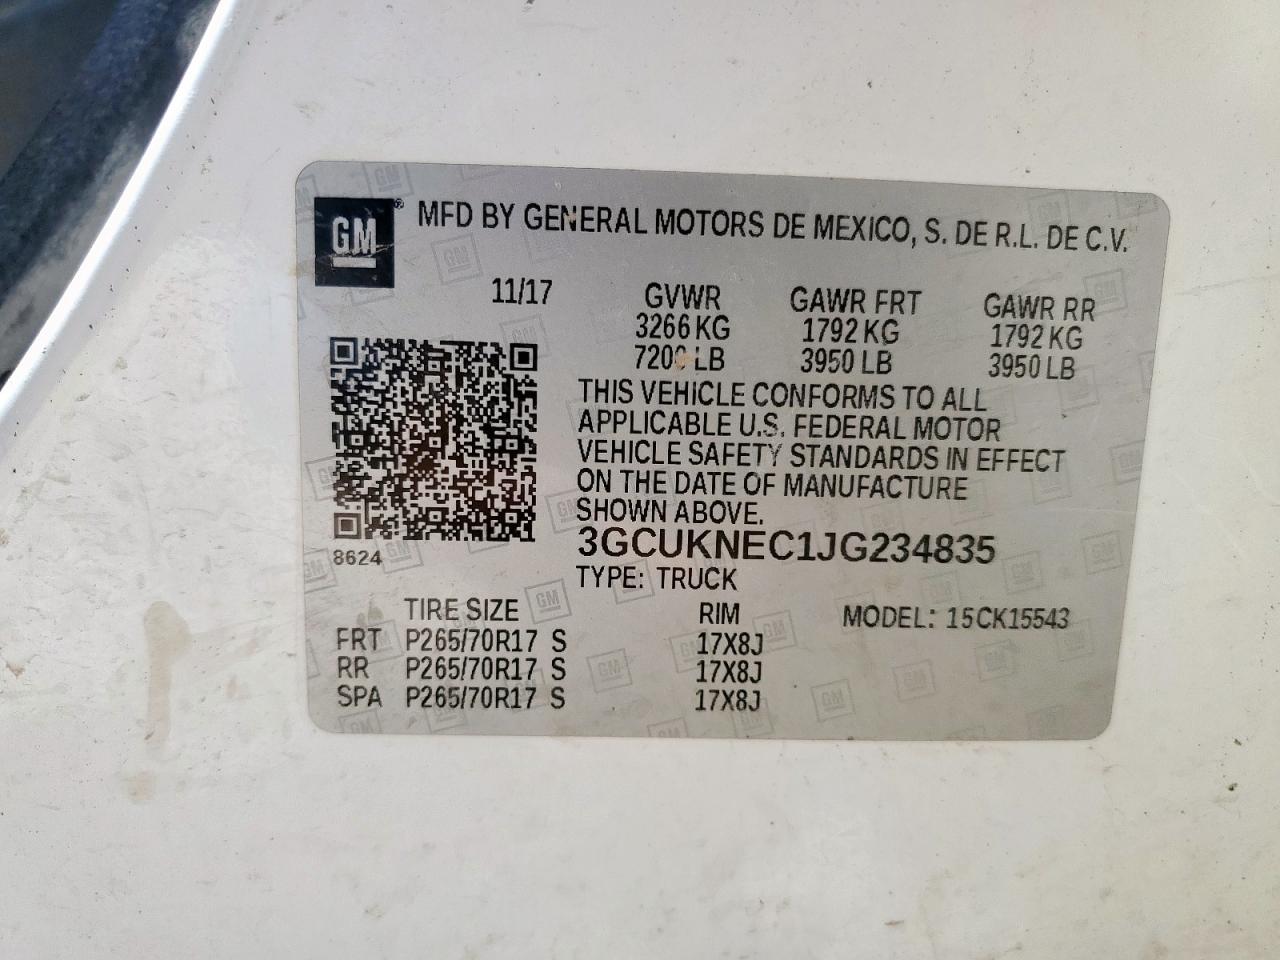 GM ® MFD BY GENERAL MOTORS DE MEXICO, S. DE R.L. DE C.V.
11/17 GVWR GAWR FRT GAWR RR
3266 KG 1792 KG 1792 KG
7200 LB 3950 LB 3950 LB
THIS VEHICLE CONFORMS TO ALL
APPLICABLE U.S. FEDERAL MOTOR
VEHICLE SAFETY STANDARDS IN EFFECT
ON THE DATE OF MANUFACTURE
SHOWN ABOVE.
8624 3GCUKNEC1JG234835
TYPE: TRUCK
TIRE SIZE RIM MODEL: 15CK15543
FRT P265/70R17 S 17X8J
RR P265/70R17 S 17X8J
SPA P265/70R17 S 17X8J